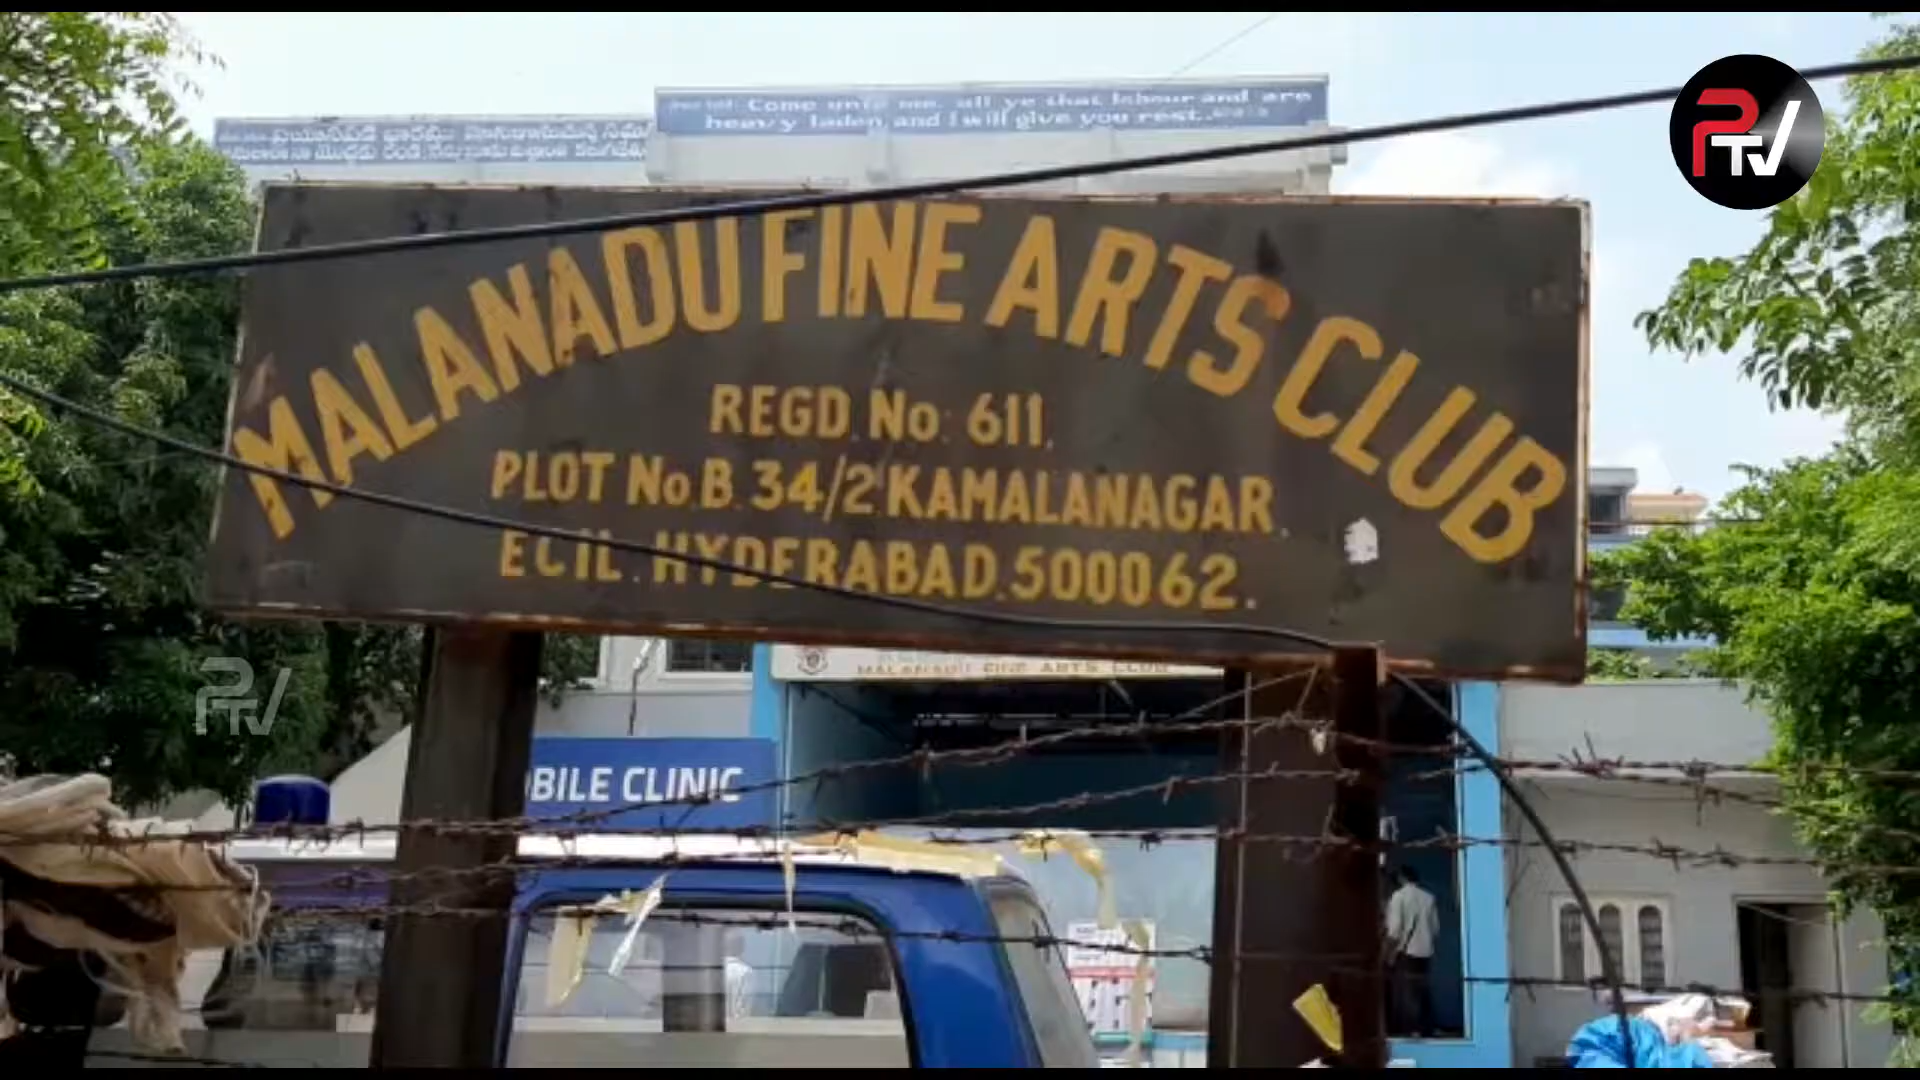 Come unto me, all ye that labour and are
heavy laden, and I will give you rest..
PTV
MALANADU FINE ARTS CLUB
REGD. No: 611.
PLOT No.B.34/2 KAMALANAGAR.
ECIL.HYDERABAD.500062.
MALANADU FINE ARTS CLUB
PTV
BILE CLINIC